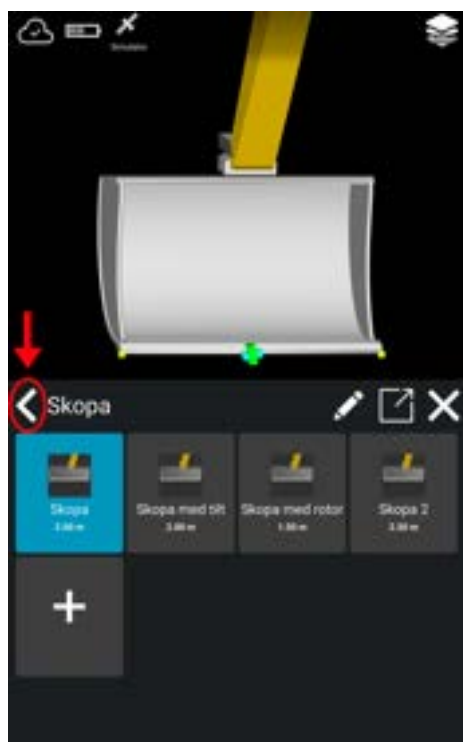 Simulator
Skopa
Skopa
Skopa med tilt
Skopa med rotor
Skopa 2
+